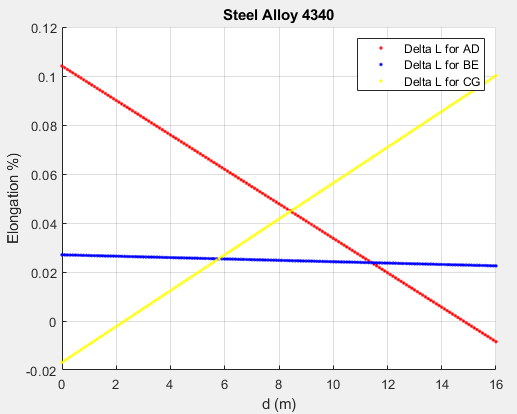 Steel Alloy 4340
0.12
0.1
0.08
0.06
0.04
0.02
0
-0.02
Elongation %)
Delta L for AD
Delta L for BE
Delta L for CG
0 2 4 6 8 10 12 14 16
d (m)